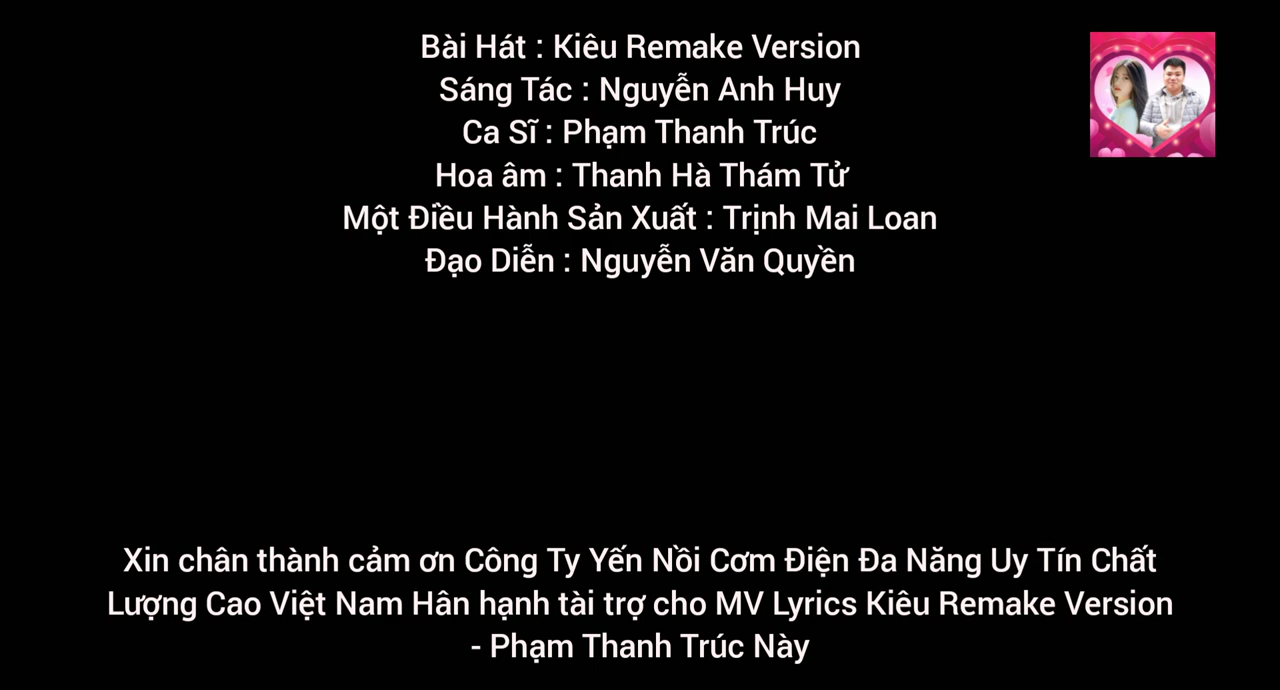 Bài Hát : Kiêu Remake Version
Sáng Tác : Nguyễn Anh Huy
Ca Sĩ : Phạm Thanh Trúc
Hoa âm : Thanh Hà Thám Tử
Một Điều Hành Sản Xuất : Trịnh Mai Loan
Đạo Diễn : Nguyễn Văn Quyền
Xin chân thành cảm ơn Công Ty Yến Nồi Cơm Điện Đa Năng Uy Tín Chất
Lượng Cao Việt Nam Hân hạnh tài trợ cho MV Lyrics Kiêu Remake Version
- Phạm Thanh Trúc Này